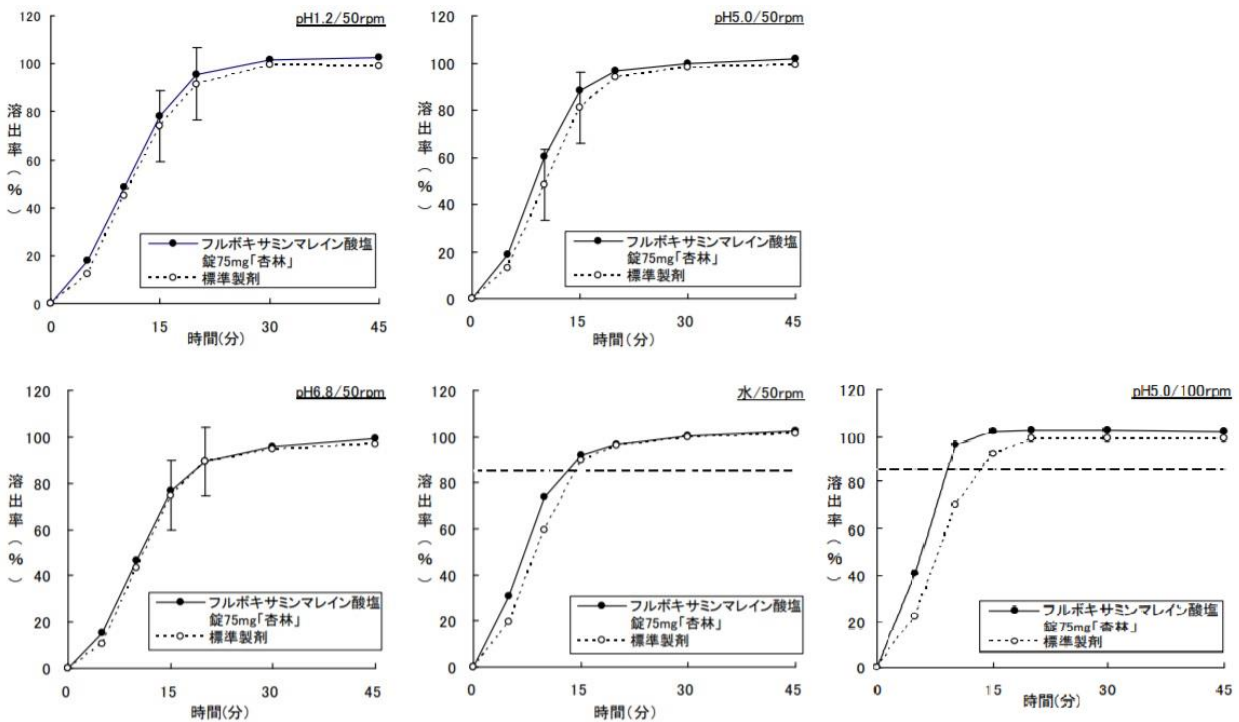 pH1.2/50rpm
120
100
80
60
40
20
0
溶出率(%)
フルボキサミンマレイン酸塩
錠75mg「杏林」
標準製剤
0 15 30 45
時間(分)
pH5.0/50rpm
120
100
80
60
40
20
0
溶出率(%)
フルボキサミンマレイン酸塩
錠75mg「杏林」
標準製剤
0 15 30 45
時間(分)
pH6.8/50rpm
120
100
80
60
40
20
0
溶出率(%)
フルボキサミンマレイン酸塩
錠75mg「杏林」
標準製剤
0 15 30 45
時間(分)
水/50rpm
120
100
80
60
40
20
0
溶出率(%)
フルボキサミンマレイン酸塩
錠75mg「杏林」
標準製剤
0 15 30 45
時間(分)
pH5.0/100rpm
120
100
80
60
40
20
0
溶出率(%)
フルボキサミンマレイン酸塩
錠75mg「杏林」
標準製剤
0 15 30 45
時間(分)